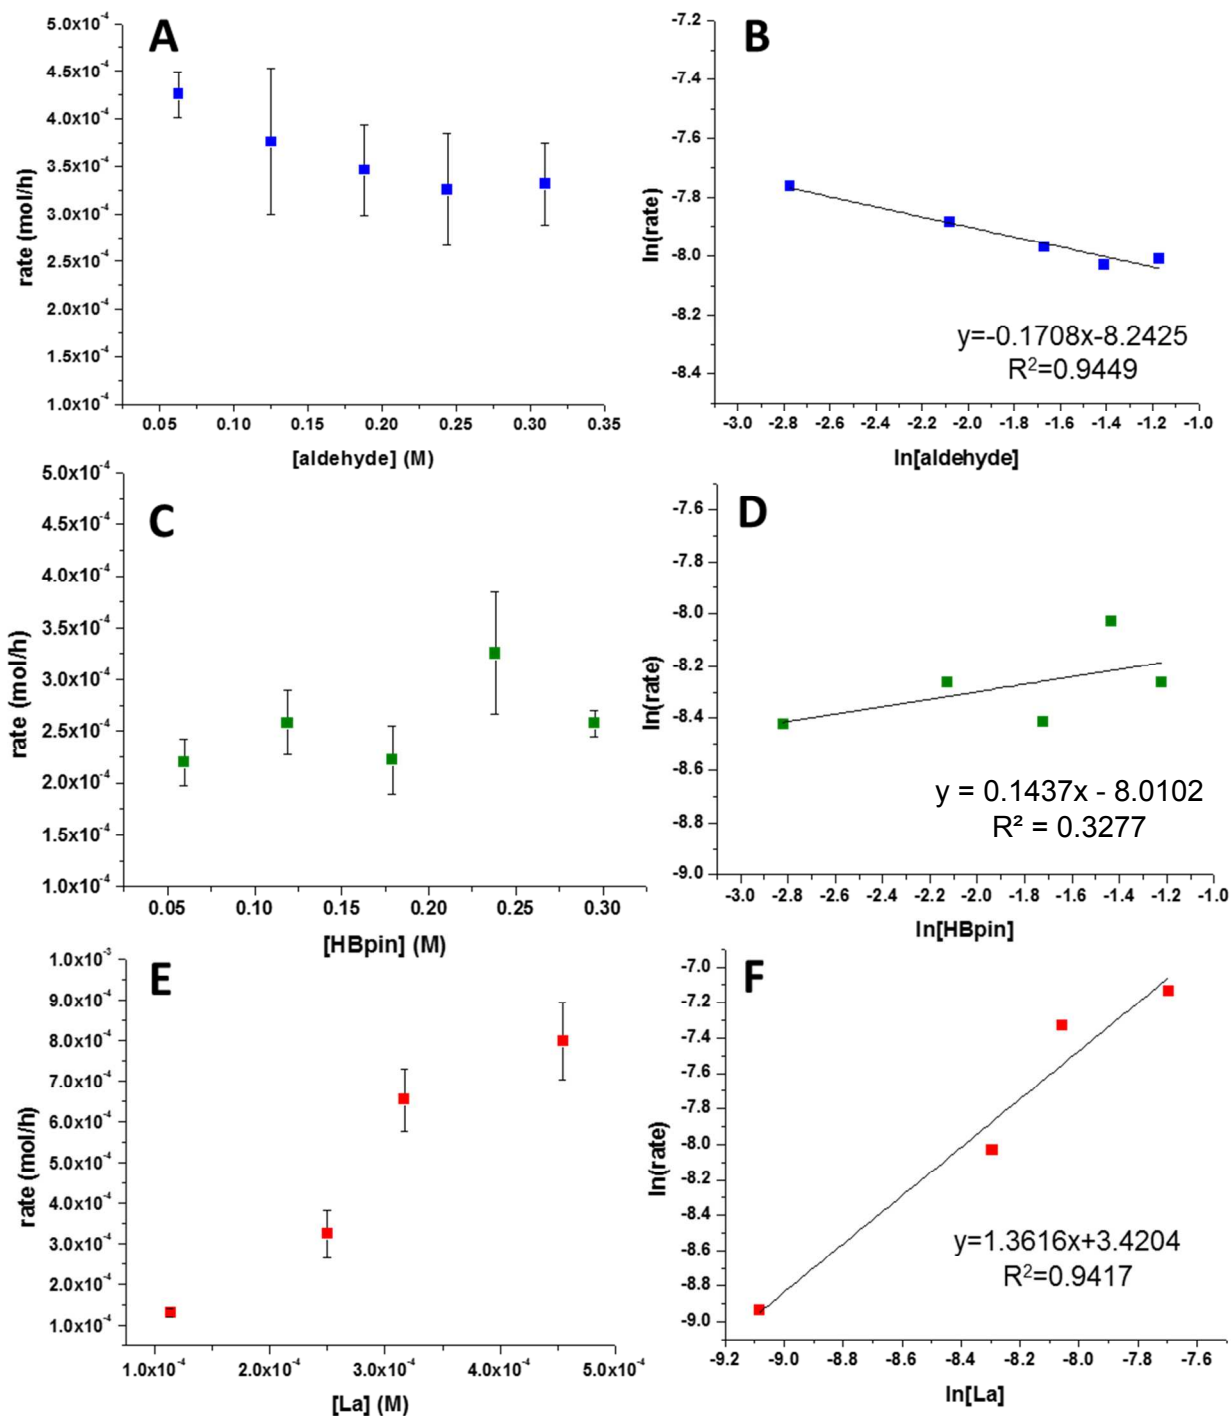 A
rate (mol/h)
5.0x10⁻⁴
4.5x10⁻⁴
4.0x10⁻⁴
3.5x10⁻⁴
3.0x10⁻⁴
2.5x10⁻⁴
2.0x10⁻⁴
1.5x10⁻⁴
1.0x10⁻⁴
0.05 0.10 0.15 0.20 0.25 0.30 0.35
[aldehyde] (M)
B
ln(rate)
-7.2
-7.4
-7.6
-7.8
-8.0
-8.2
-8.4
y=-0.1708x-8.2425
R²=0.9449
-3.0 -2.8 -2.6 -2.4 -2.2 -2.0 -1.8 -1.6 -1.4 -1.2 -1.0
ln[aldehyde]
C
rate (mol/h)
5.0x10⁻⁴
4.5x10⁻⁴
4.0x10⁻⁴
3.5x10⁻⁴
3.0x10⁻⁴
2.5x10⁻⁴
2.0x10⁻⁴
1.5x10⁻⁴
1.0x10⁻⁴
0.05 0.10 0.15 0.20 0.25 0.30
[HBpin] (M)
D
ln(rate)
-7.6
-7.8
-8.0
-8.2
-8.4
-8.6
-8.8
-9.0
y = 0.1437x - 8.0102
R² = 0.3277
-3.0 -2.8 -2.6 -2.4 -2.2 -2.0 -1.8 -1.6 -1.4 -1.2 -1.0
ln[HBpin]
E
rate (mol/h)
1.0x10⁻³
9.0x10⁻⁴
8.0x10⁻⁴
7.0x10⁻⁴
6.0x10⁻⁴
5.0x10⁻⁴
4.0x10⁻⁴
3.0x10⁻⁴
2.0x10⁻⁴
1.0x10⁻⁴
1.0x10⁻⁴ 2.0x10⁻⁴ 3.0x10⁻⁴ 4.0x10⁻⁴ 5.0x10⁻⁴
[La] (M)
F
ln(rate)
-7.0
-7.2
-7.4
-7.6
-7.8
-8.0
-8.2
-8.4
-8.6
-8.8
-9.0
y=1.3616x+3.4204
R²=0.9417
-9.2 -9.0 -8.8 -8.6 -8.4 -8.2 -8.0 -7.8 -7.6
ln[La]